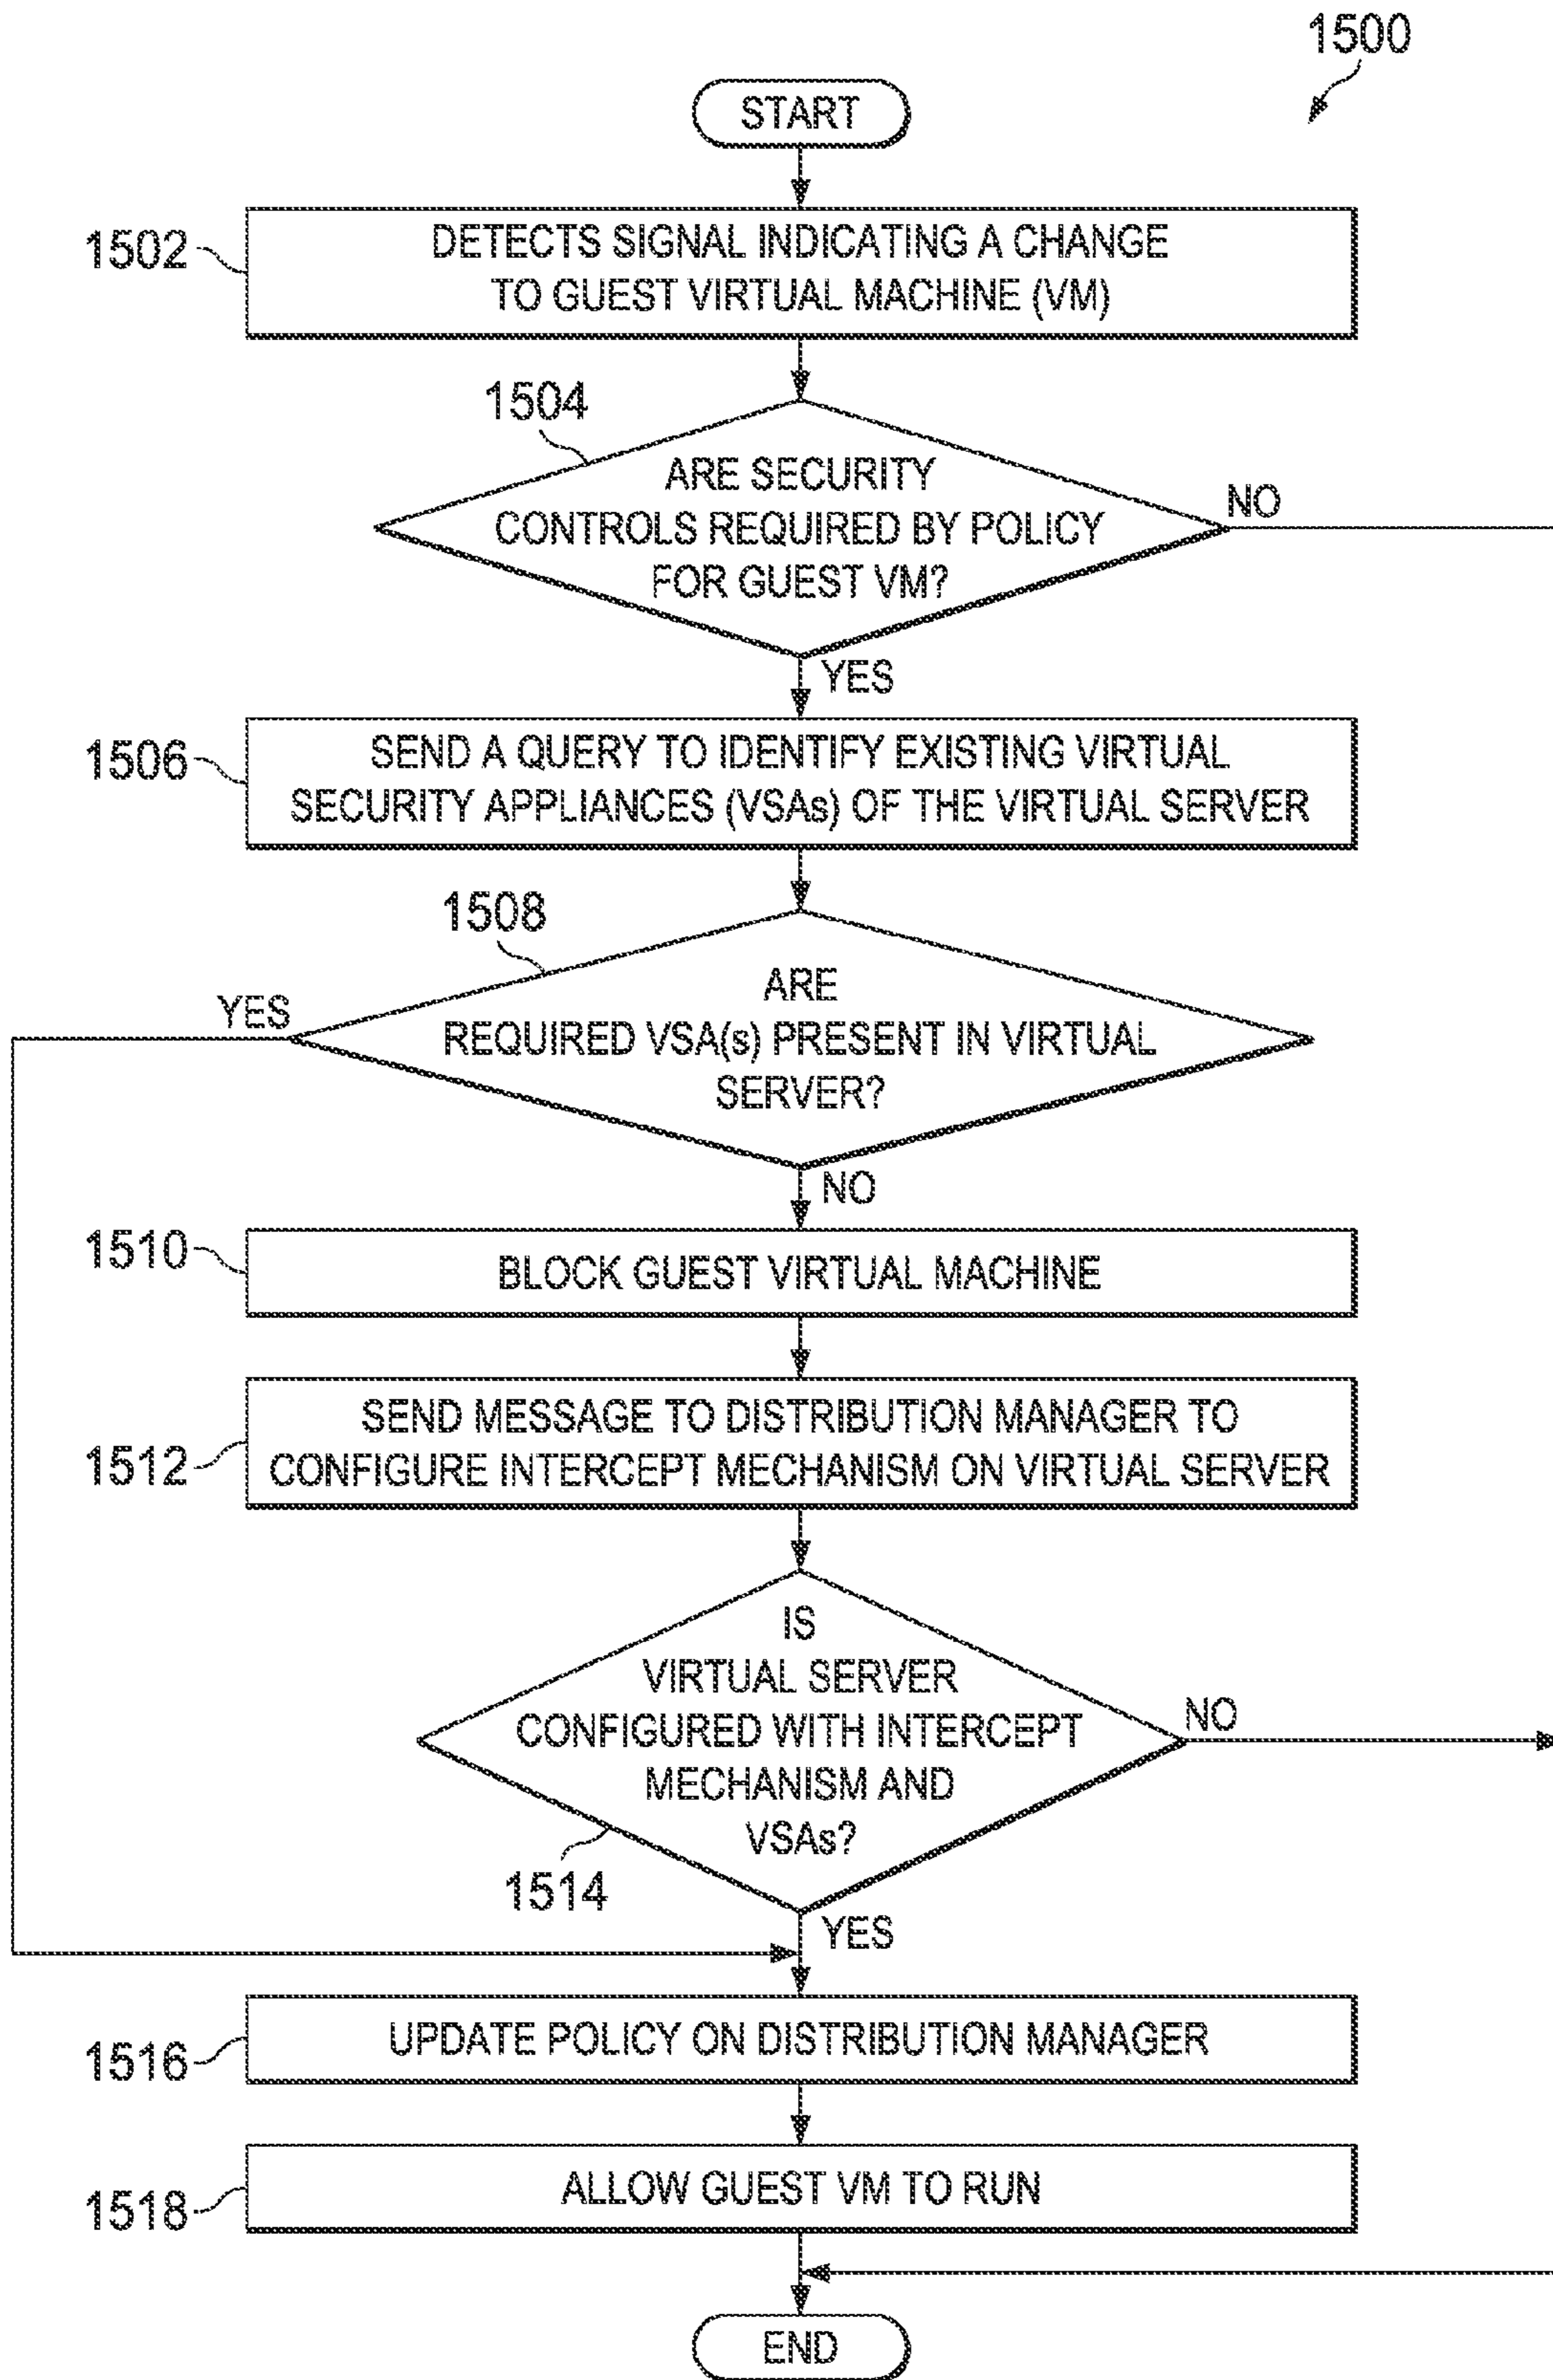 1500
START
1502
DETECTS SIGNAL INDICATING A CHANGE
TO GUEST VIRTUAL MACHINE (VM)
1504
ARE SECURITY
CONTROLS REQUIRED BY POLICY
FOR GUEST VM?
NO
YES
1506
SEND A QUERY TO IDENTIFY EXISTING VIRTUAL
SECURITY APPLIANCES (VSAs) OF THE VIRTUAL SERVER
1508
ARE
REQUIRED VSA(s) PRESENT IN VIRTUAL
SERVER?
YES
NO
1510
BLOCK GUEST VIRTUAL MACHINE
1512
SEND MESSAGE TO DISTRIBUTION MANAGER TO
CONFIGURE INTERCEPT MECHANISM ON VIRTUAL SERVER
IS
VIRTUAL SERVER
CONFIGURED WITH INTERCEPT
MECHANISM AND
VSAs?
NO
1514
YES
1516
UPDATE POLICY ON DISTRIBUTION MANAGER
1518
ALLOW GUEST VM TO RUN
END